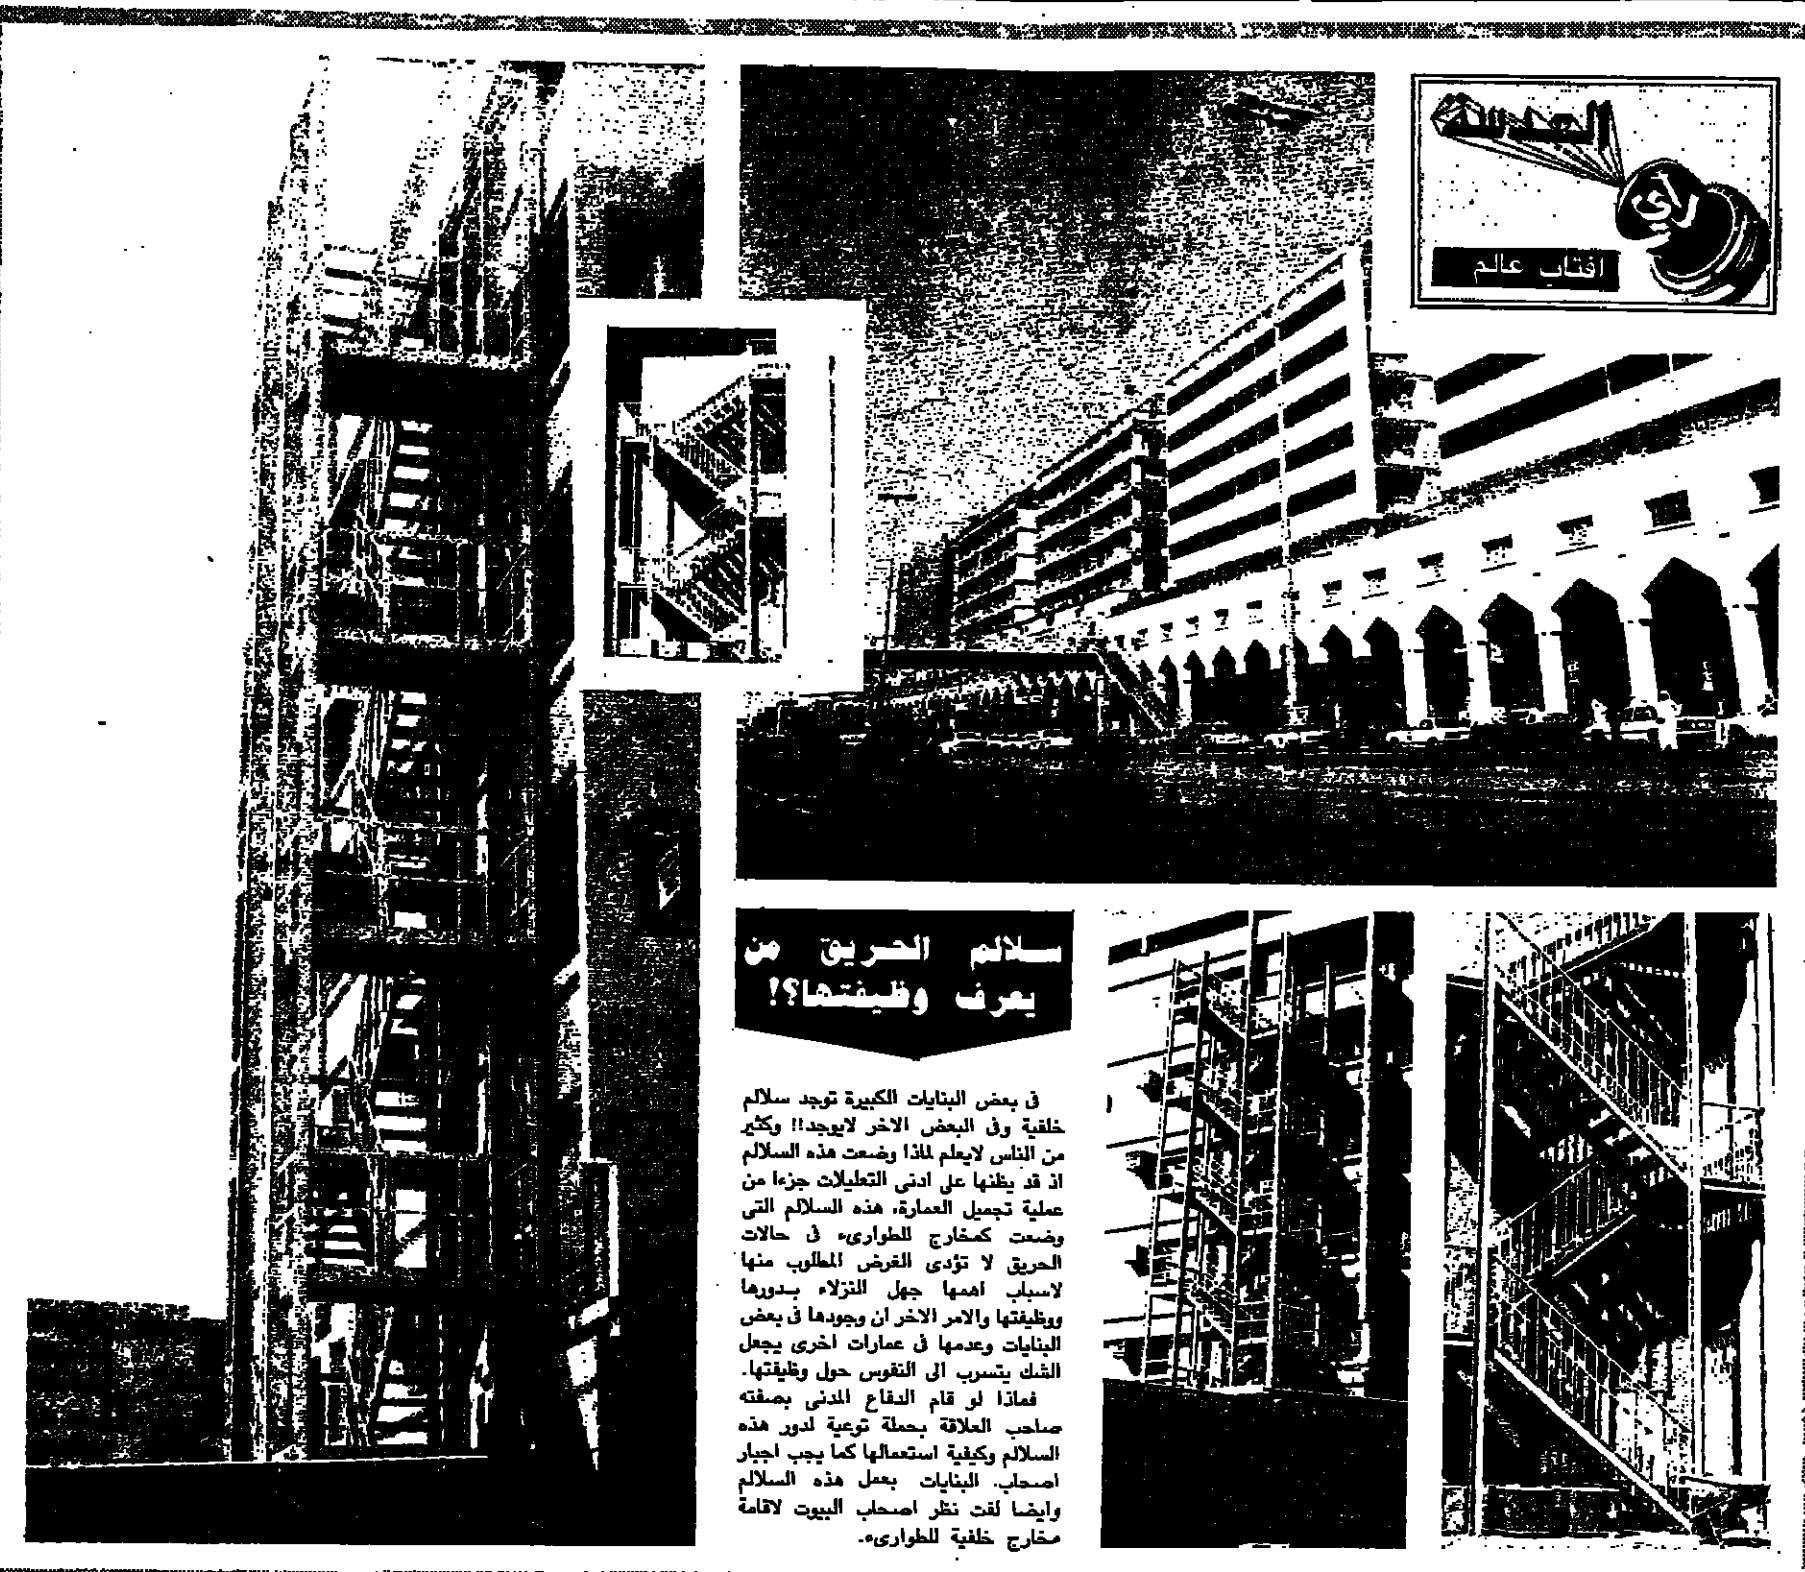 العدسة
رأي
افتاب عالم
سلالم الحريق من
يعرف وظيفتها؟!
فى بعض البنايات الكبيرة توجد سلالم
خلفية وفى البعض الاخر لايوجد!! وكثير
من الناس لايعلم لماذا وضعت هذه السلالم
اذ قد يظنها على ادنى التعليلات جزءا من
عملية تجميل العمارة، هذه السلالم التى
وضعت كمخارج للطوارىء فى حالات
الحريق لا تؤدى الغرض المطلوب منها
لاسباب اهمها جهل النزلاء بدورها
ووظيفتها والامر الاخر ان وجودها فى بعض
البنايات وعدمها فى عمارات اخرى يجعل
الشك يتسرب الى النفوس حول وظيفتها.
فماذا لو قام الدفاع المدنى بصفته
صاحب العلاقة بحملة توعية لدور هذه
السلالم وكيفية استعمالها كما يجب اجبار
اصحاب. البنايات بعمل هذه السلالم
وايضا لفت نظر اصحاب البيوت لاقامة
مخارج خلفية للطوارىء.